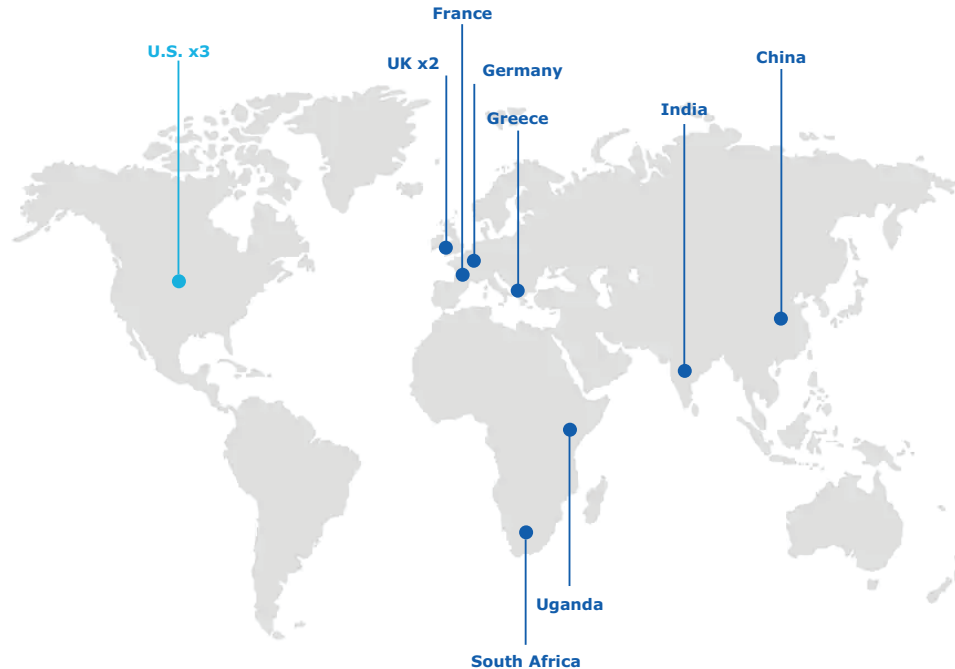 France
U.S. x3
UK x2
Germany
China
India
Greece
Uganda
South Africa